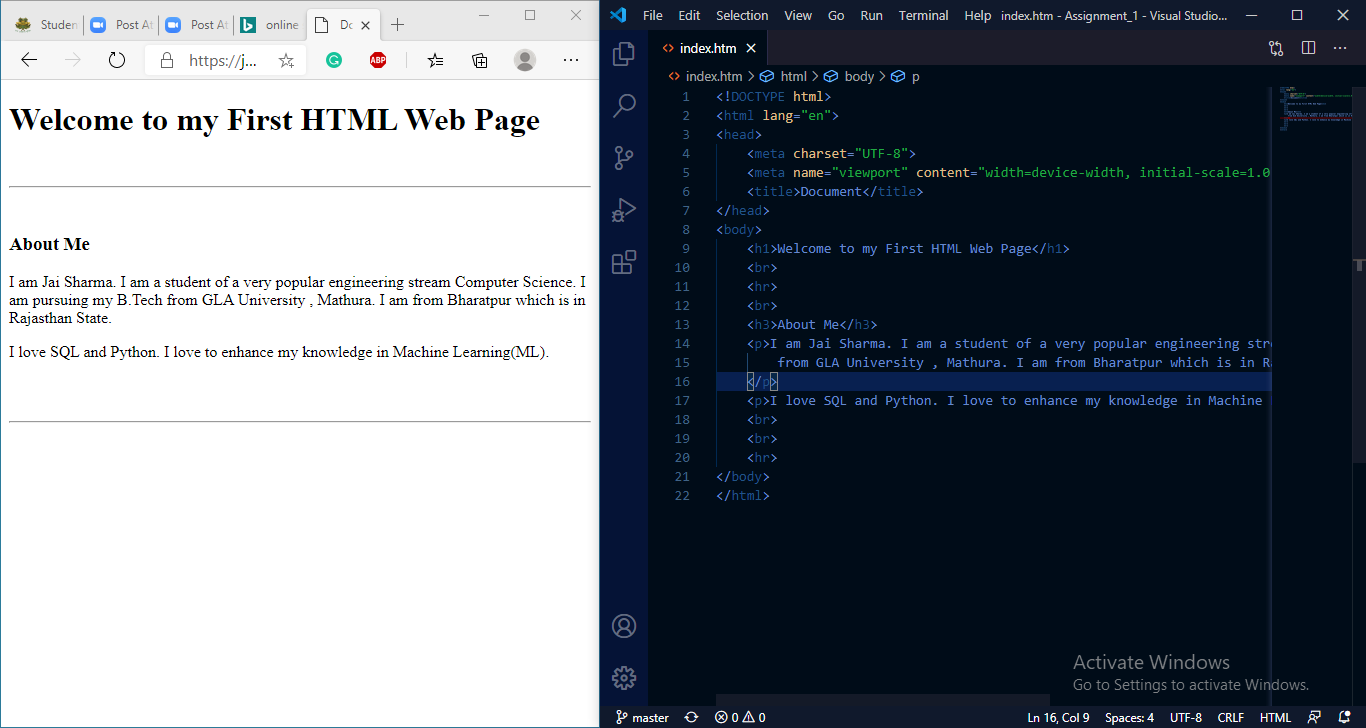 Studen
Post At
Post At
online
Do
https://j...
ABP
Welcome to my First HTML Web Page
About Me
I am Jai Sharma. I am a student of a very popular engineering stream Computer Science. I
am pursuing my B.Tech from GLA University , Mathura. I am from Bharatpur which is in
Rajasthan State.
I love SQL and Python. I love to enhance my knowledge in Machine Learning(ML).
File Edit Selection View Go Run Terminal Help index.htm - Assignment_1 - Visual Studio...
index.htm
index.htm > html > body > p
1 <!DOCTYPE html>
2 <html lang="en">
3 <head>
4 <meta charset="UTF-8">
5 <meta name="viewport" content="width=device-width, initial-scale=1.0
6 <title>Document</title>
7 </head>
8 <body>
9 <h1>Welcome to my First HTML Web Page</h1>
10 <br>
11 <hr>
12 <br>
13 <h3>About Me</h3>
14 <p>I am Jai Sharma. I am a student of a very popular engineering str
15 from GLA University , Mathura. I am from Bharatpur which is in R
16 </p>
17 <p>I love SQL and Python. I love to enhance my knowledge in Machine
18 <br>
19 <br>
20 <hr>
21 </body>
22 </html>
Activate Windows
Go to Settings to activate Windows.
master 0 0 Ln 16, Col 9 Spaces: 4 UTF-8 CRLF HTML